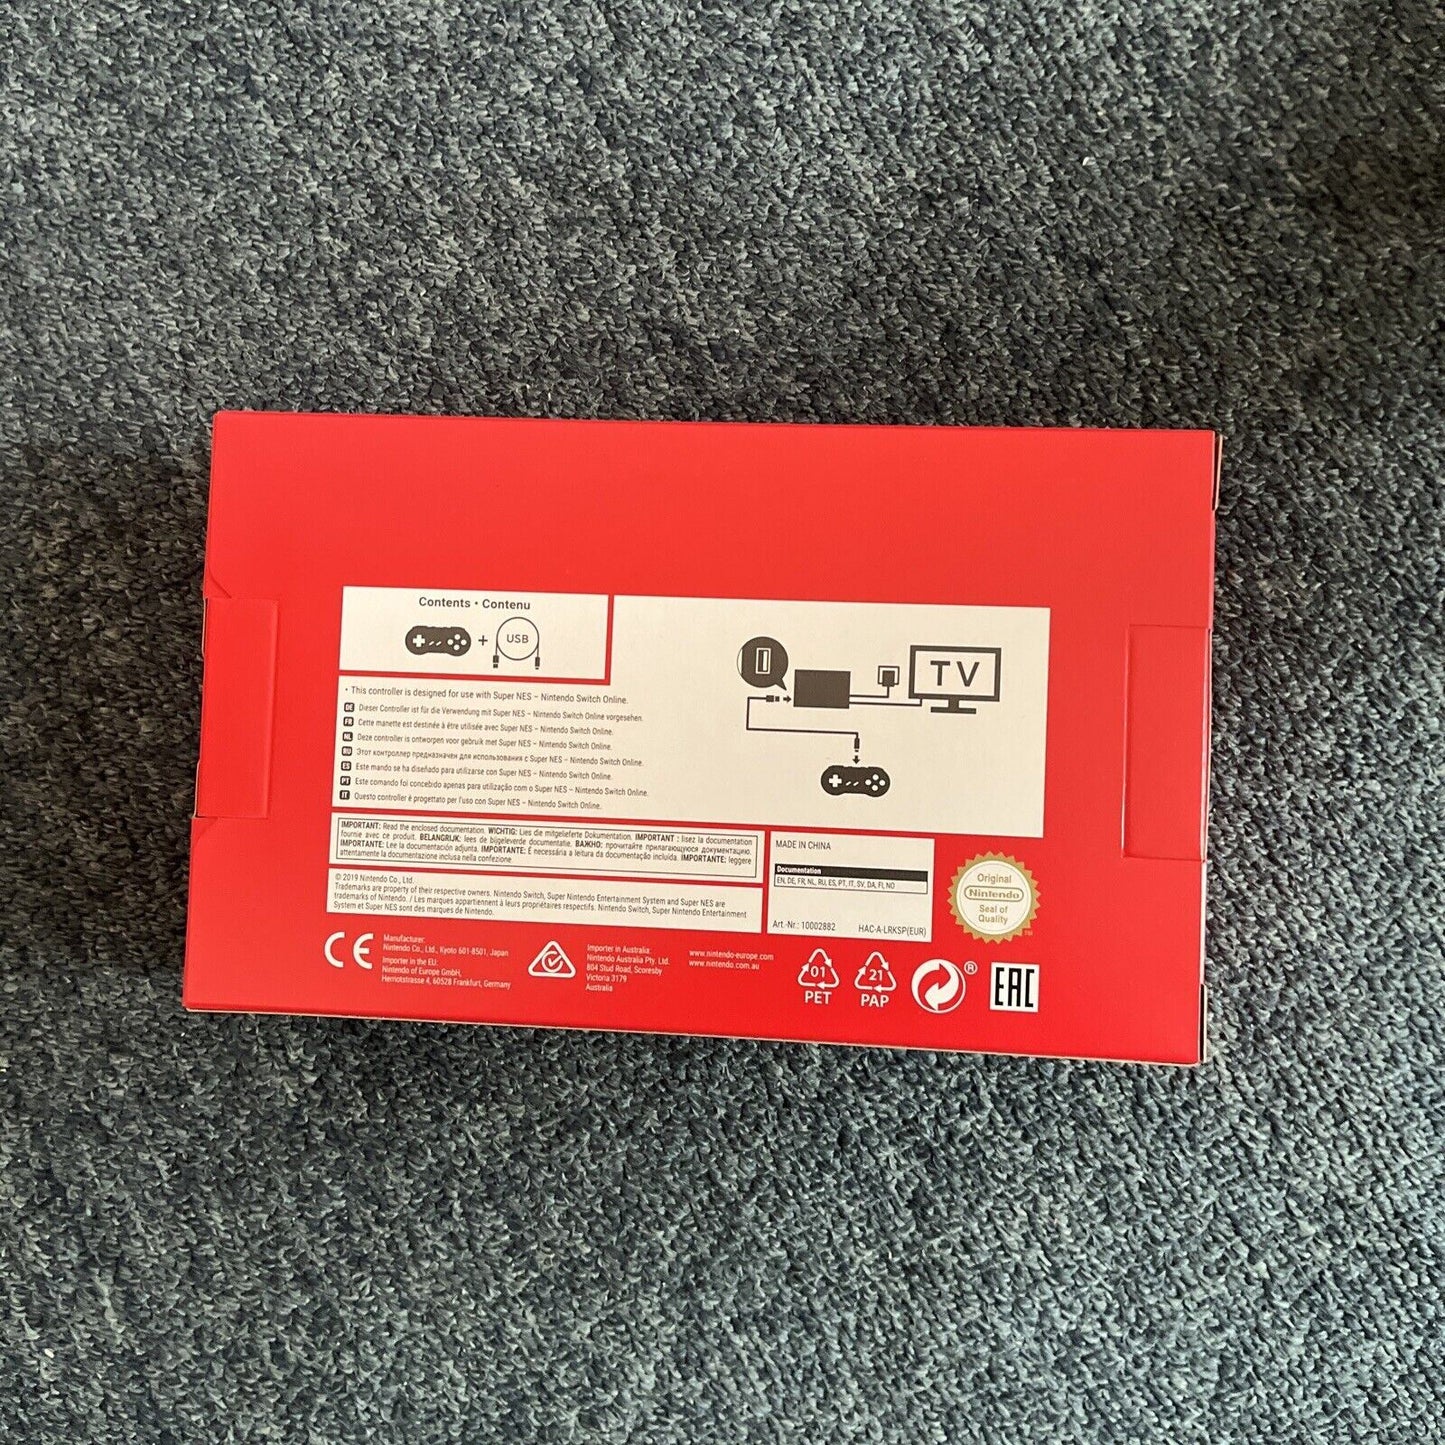 Contents • Contenu
+
USB
TV
• This controller is designed for use with Super NES – Nintendo Switch Online.
DE Dieser Controller ist für die Verwendung mit Super NES – Nintendo Switch Online vorgesehen.
FR Cette manette est destinée à être utilisée avec Super NES – Nintendo Switch Online.
NL Deze controller is ontworpen voor gebruik met Super NES – Nintendo Switch Online.
RU Этот контроллер предназначен для использования с Super NES – Nintendo Switch Online.
ES Este mando se ha diseñado para utilizarse con Super NES – Nintendo Switch Online.
PT Este comando foi concebido apenas para utilização com o Super NES – Nintendo Switch Online.
IT Questo controller è progettato per l'uso con Super NES – Nintendo Switch Online.
IMPORTANT: Read the enclosed documentation. WICHTIG: Lies die mitgelieferte Dokumentation. IMPORTANT : lisez la documentation
fournie avec ce produit. BELANGRIJK: lees de bijgeleverde documentatie. ВАЖНО: прочитайте прилагающуюся документацию.
IMPORTANTE: Lee la documentación adjunta. IMPORTANTE: É necessária a leitura da documentação incluída. IMPORTANTE: leggere
attentamente la documentazione inclusa nella confezione.
© 2019 Nintendo Co., Ltd.
Trademarks are property of their respective owners. Nintendo Switch, Super Nintendo Entertainment System and Super NES are
trademarks of Nintendo. / Les marques appartiennent à leurs propriétaires respectifs. Nintendo Switch, Super Nintendo Entertainment
System et Super NES sont des marques de Nintendo.
MADE IN CHINA
Documentation
EN, DE, FR, NL, RU, ES, PT, IT, SV, DA, FI, NO
Art.-Nr.: 10002882 HAC-A-LRKSP(EUR)
Original
Nintendo
Seal of
Quality
TM
CE
Manufacturer:
Nintendo Co., Ltd., Kyoto 601-8501, Japan
Importer in the EU:
Nintendo of Europe GmbH,
Herriotstrasse 4, 60528 Frankfurt, Germany
Importer in Australia:
Nintendo Australia Pty. Ltd.
804 Stud Road, Scoresby
Victoria 3179
Australia
www.nintendo-europe.com
www.nintendo.com.au
01
PET
21
PAP
®
EAC